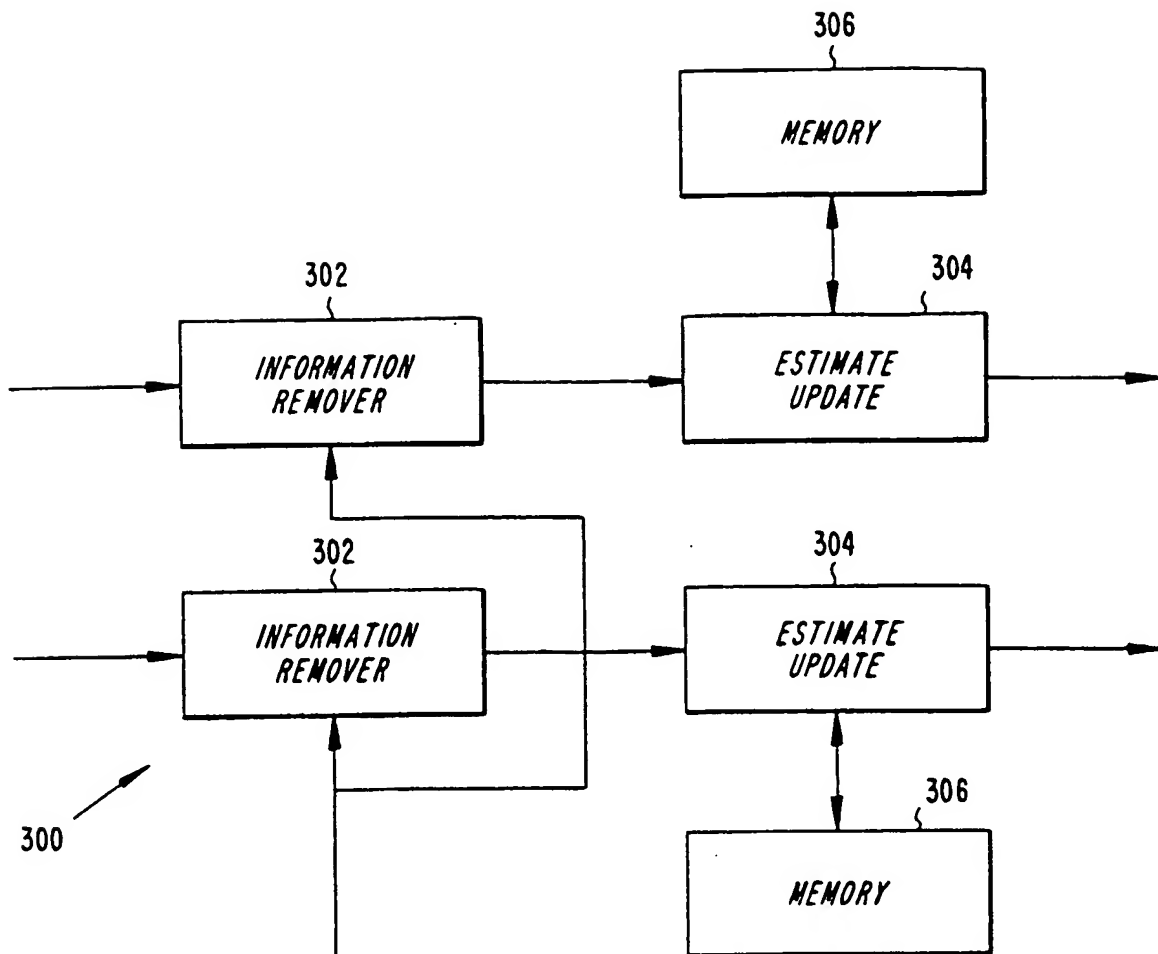 306
MEMORY
304
302
ESTIMATE
UPDATE
INFORMATION
REMOVER
304
302
ESTIMATE
UPDATE
INFORMATION
REMOVER
306
300
MEMORY